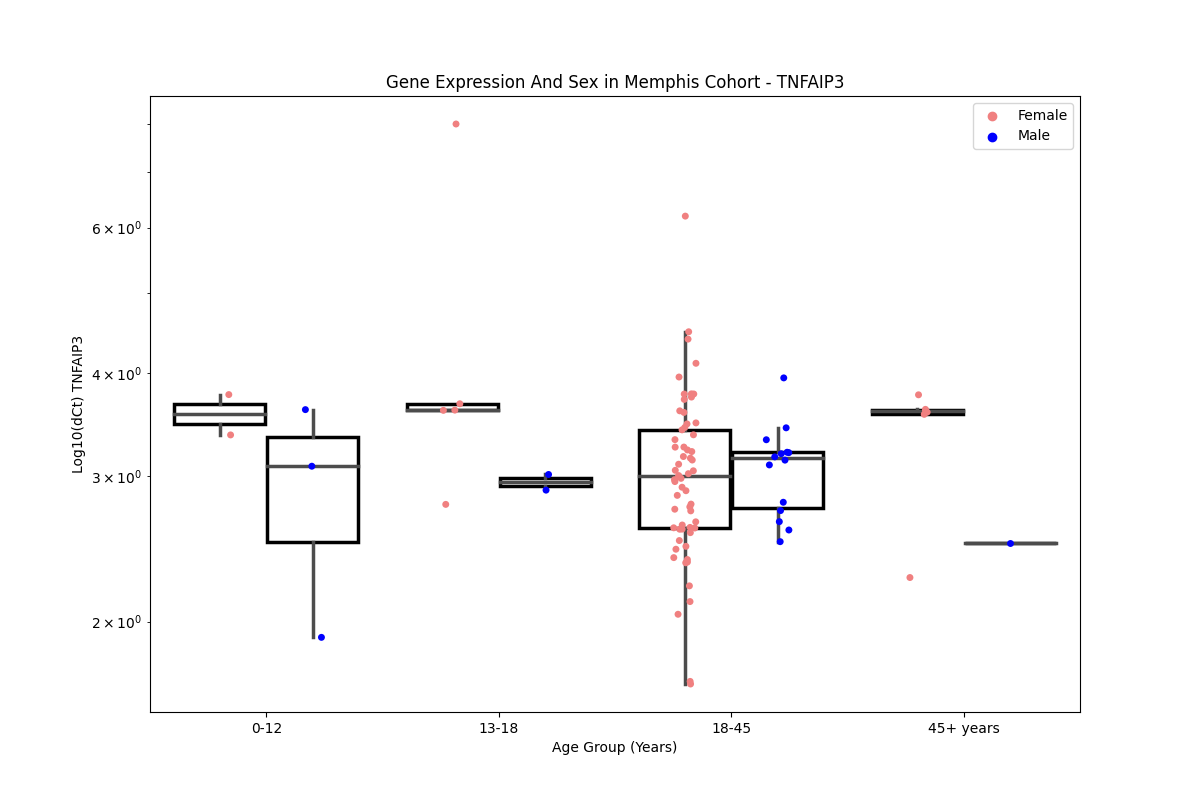 Gene Expression And Sex in Memphis Cohort - TNFAIP3
Female
Male
Log10(dCt) TNFAIP3
6 × 10⁰
4 × 10⁰
3 × 10⁰
2 × 10⁰
0-12
13-18
18-45
45+ years
Age Group (Years)